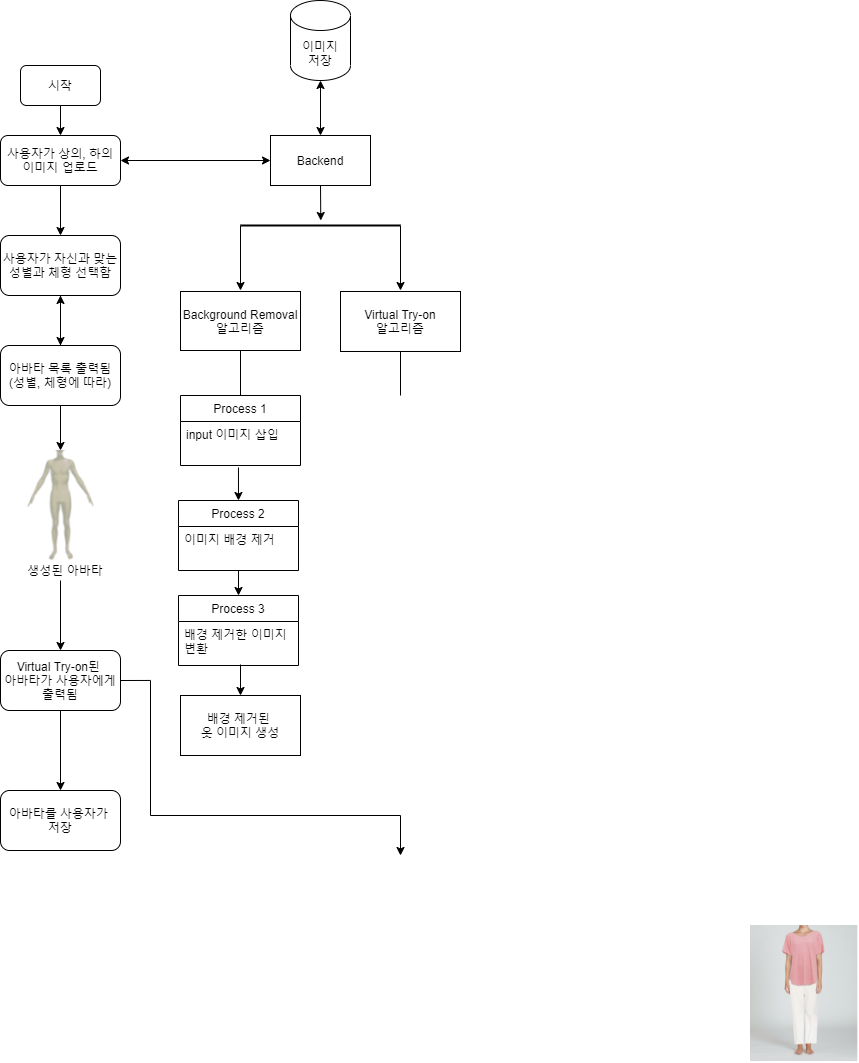 이미지
저장
시작
사용자가 상의, 하의
이미지 업로드
Backend
사용자가 자신과 맞는
성별과 체형 선택함
Background Removal
알고리즘
Virtual Try-on
알고리즘
아바타 목록 출력됨
(성별, 체형에 따라)
Process 1
input 이미지 삽입
Process 2
이미지 배경 제거
생성된 아바타
Process 3
배경 제거한 이미지
변환
Virtual Try-on된
아바타가 사용자에게
출력됨
배경 제거된
옷 이미지 생성
아바타를 사용자가
저장